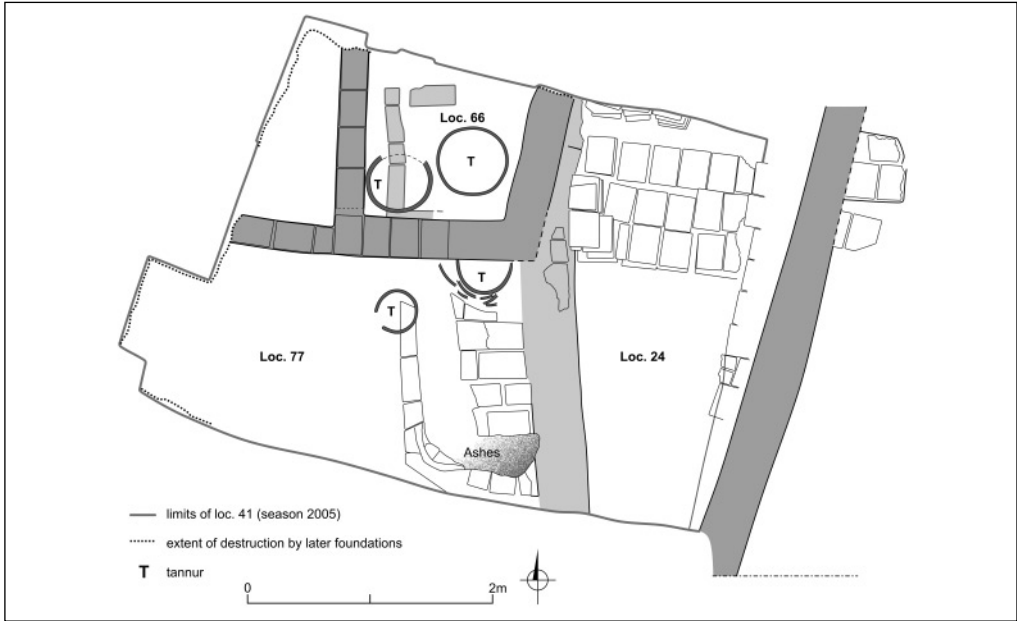 Loc. 66
T
T
T
T
Loc. 77
Loc. 24
Ashes
limits of loc. 41 (season 2005)
extent of destruction by later foundations
T tannur
0 2m